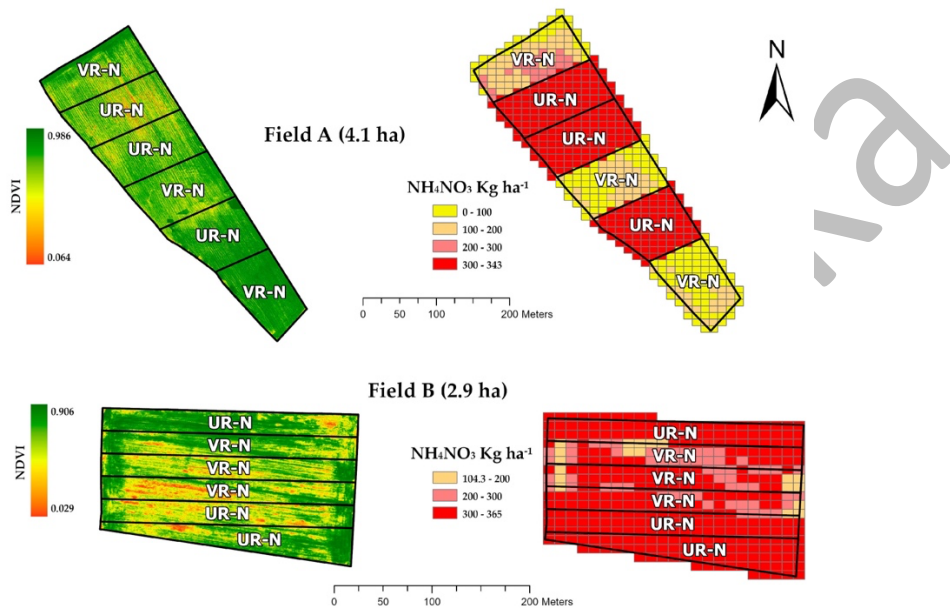 N
VR-N
UR-N
UR-N
VR-N
UR-N
VR-N
0.986
NDVI
0.064
Field A (4.1 ha)
NH₄NO₃ Kg ha⁻¹
0 - 100
100 - 200
200 - 300
300 - 343
0 50 100 200 Meters
VR-N
UR-N
UR-N
VR-N
UR-N
VR-N
Field B (2.9 ha)
0.906
NDVI
0.029
UR-N
VR-N
VR-N
VR-N
UR-N
UR-N
NH₄NO₃ Kg ha⁻¹
104.3 - 200
200 - 300
300 - 365
UR-N
VR-N
VR-N
VR-N
UR-N
UR-N
0 50 100 200 Meters